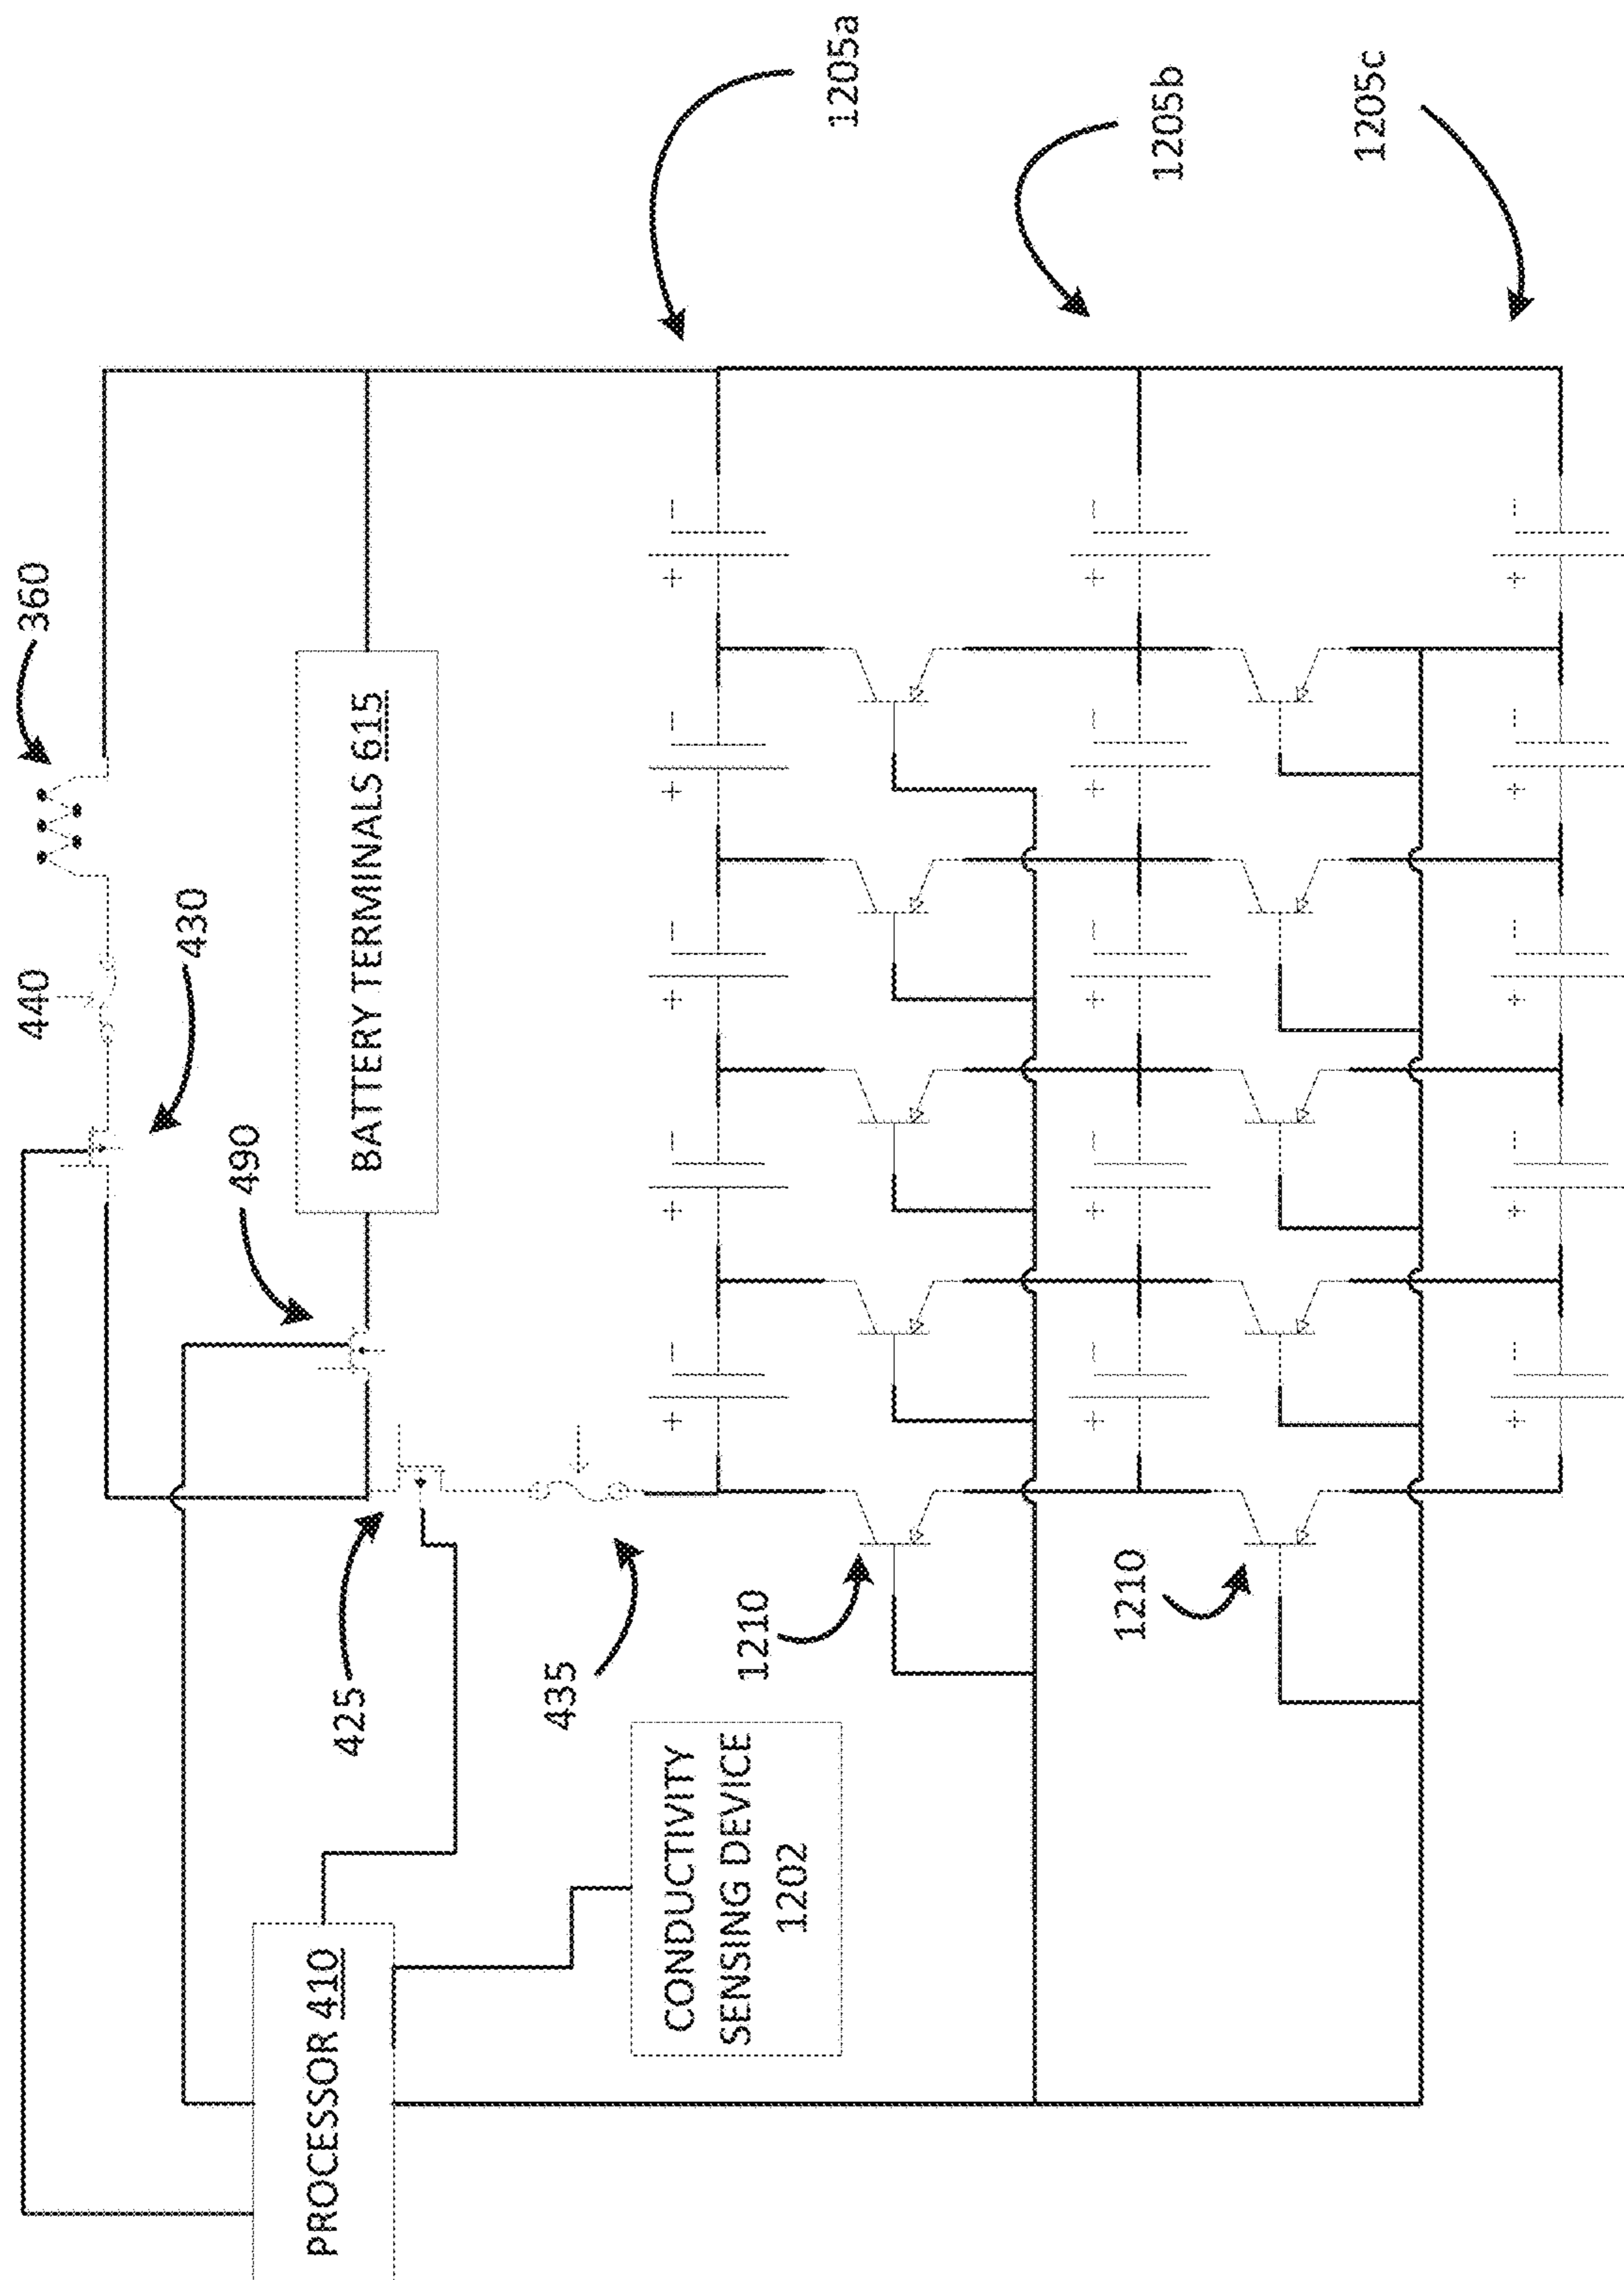 PROCESSOR 410
425
490
430
440
360
BATTERY TERMINALS 615
435
CONDUCTIVITY
SENSING DEVICE
1202
1210
1210
1205a
1205b
1205c
+ − + − + − + − + −
+ − + − + − + − + −
+ − + − + − + − + −